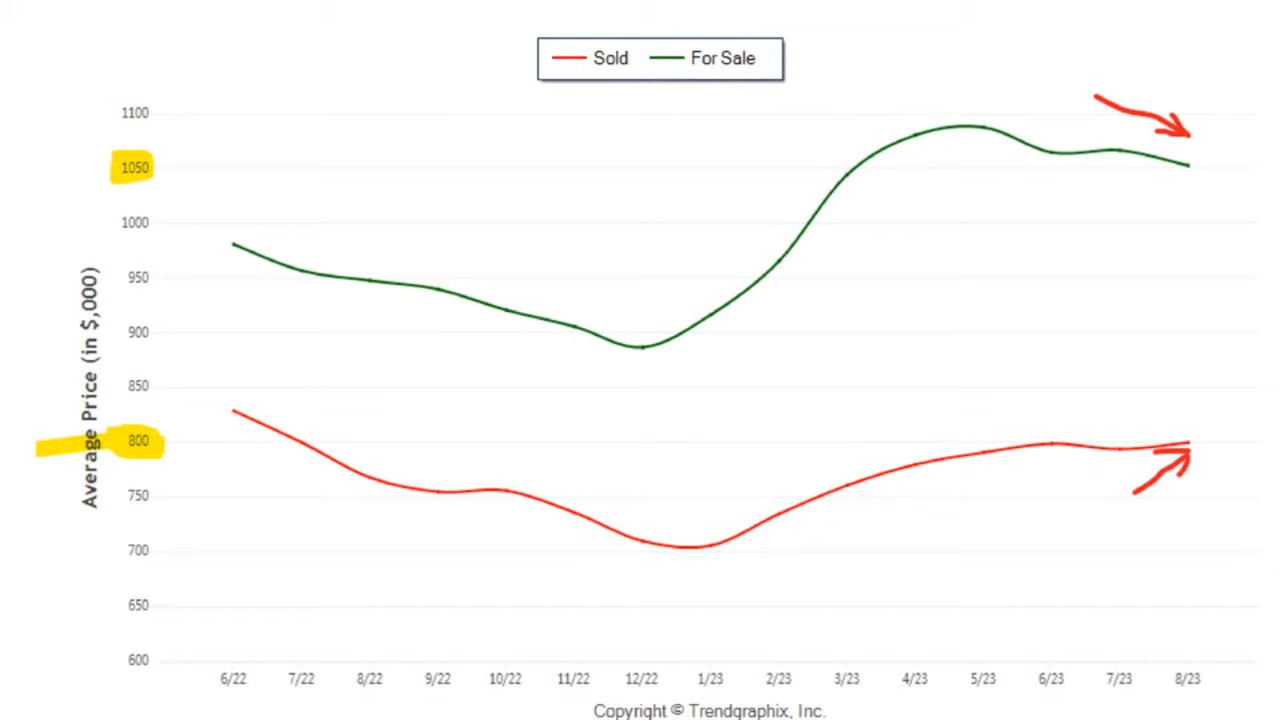 Sold For Sale
1100
1050
1000
950
900
850
800
750
700
650
600
Average Price (in $,000)
6/22 7/22 8/22 9/22 10/22 11/22 12/22 1/23 2/23 3/23 4/23 5/23 6/23 7/23 8/23
Copyright © Trendgraphix, Inc.